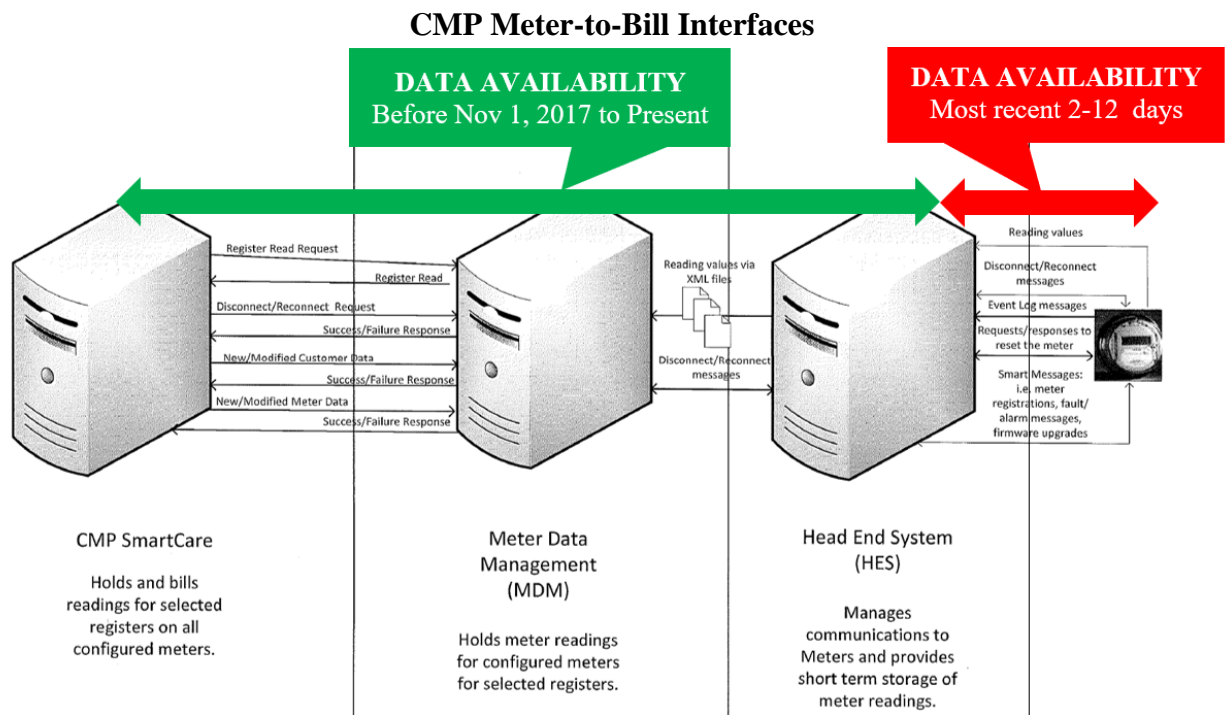 CMP Meter-to-Bill Interfaces
DATA AVAILABILITY
Before Nov 1, 2017 to Present
DATA AVAILABILITY
Most recent 2-12 days
Register Read Request
Register Read
Disconnect/Reconnect Request
Success/Failure Response
New/Modified Customer Data
Success/Failure Response
New/Modified Meter Data
Success/Failure Response
Reading values via
XML files
Disconnect/Reconnect
messages
Reading values
Disconnect/Reconnect
messages
Event Log messages
Requests/responses to
reset the meter
Smart Messages:
i.e. meter
registrations, fault/
alarm messages,
firmware upgrades
CMP SmartCare
Holds and bills
readings for selected
registers on all
configured meters.
Meter Data
Management
(MDM)
Holds meter readings
for configured meters
for selected registers.
Head End System
(HES)
Manages
communications to
Meters and provides
short term storage of
meter readings.